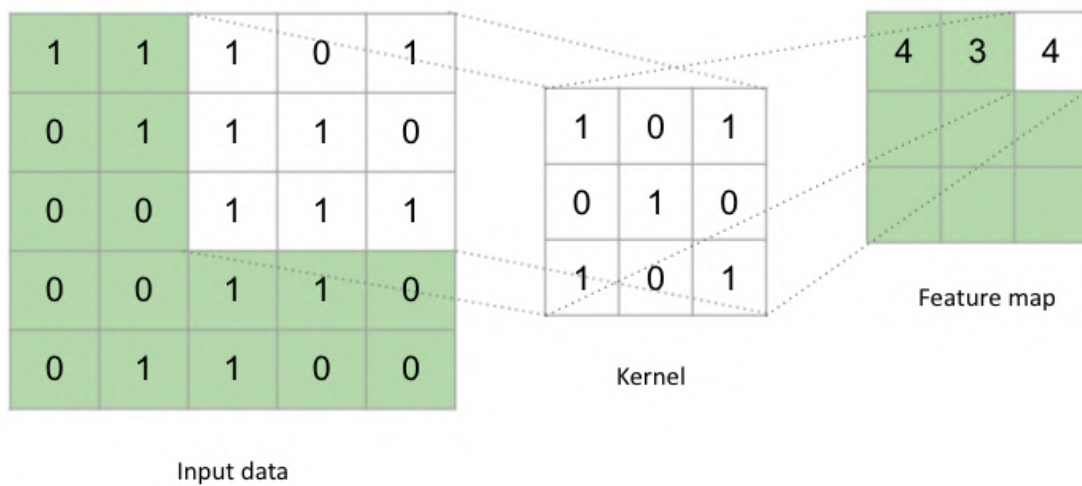 1 1 1 0 1
0 1 1 1 0
0 0 1 1 1
0 0 1 1 0
0 1 1 0 0
Input data
1 0 1
0 1 0
1 0 1
Kernel
4 3 4
Feature map